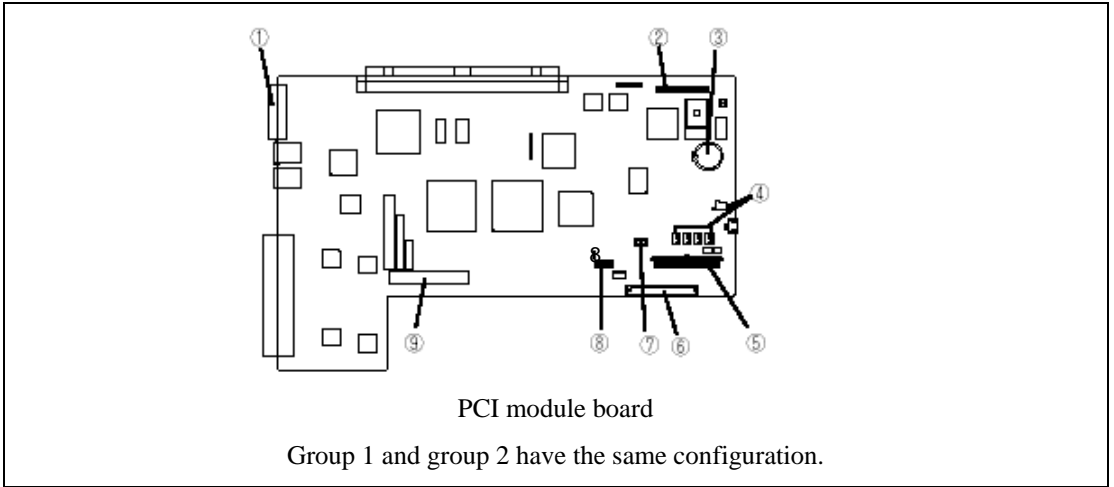 ① ② ③
④
⑨ ⑧ ⑦ ⑥ ⑤
PCI module board
Group 1 and group 2 have the same configuration.